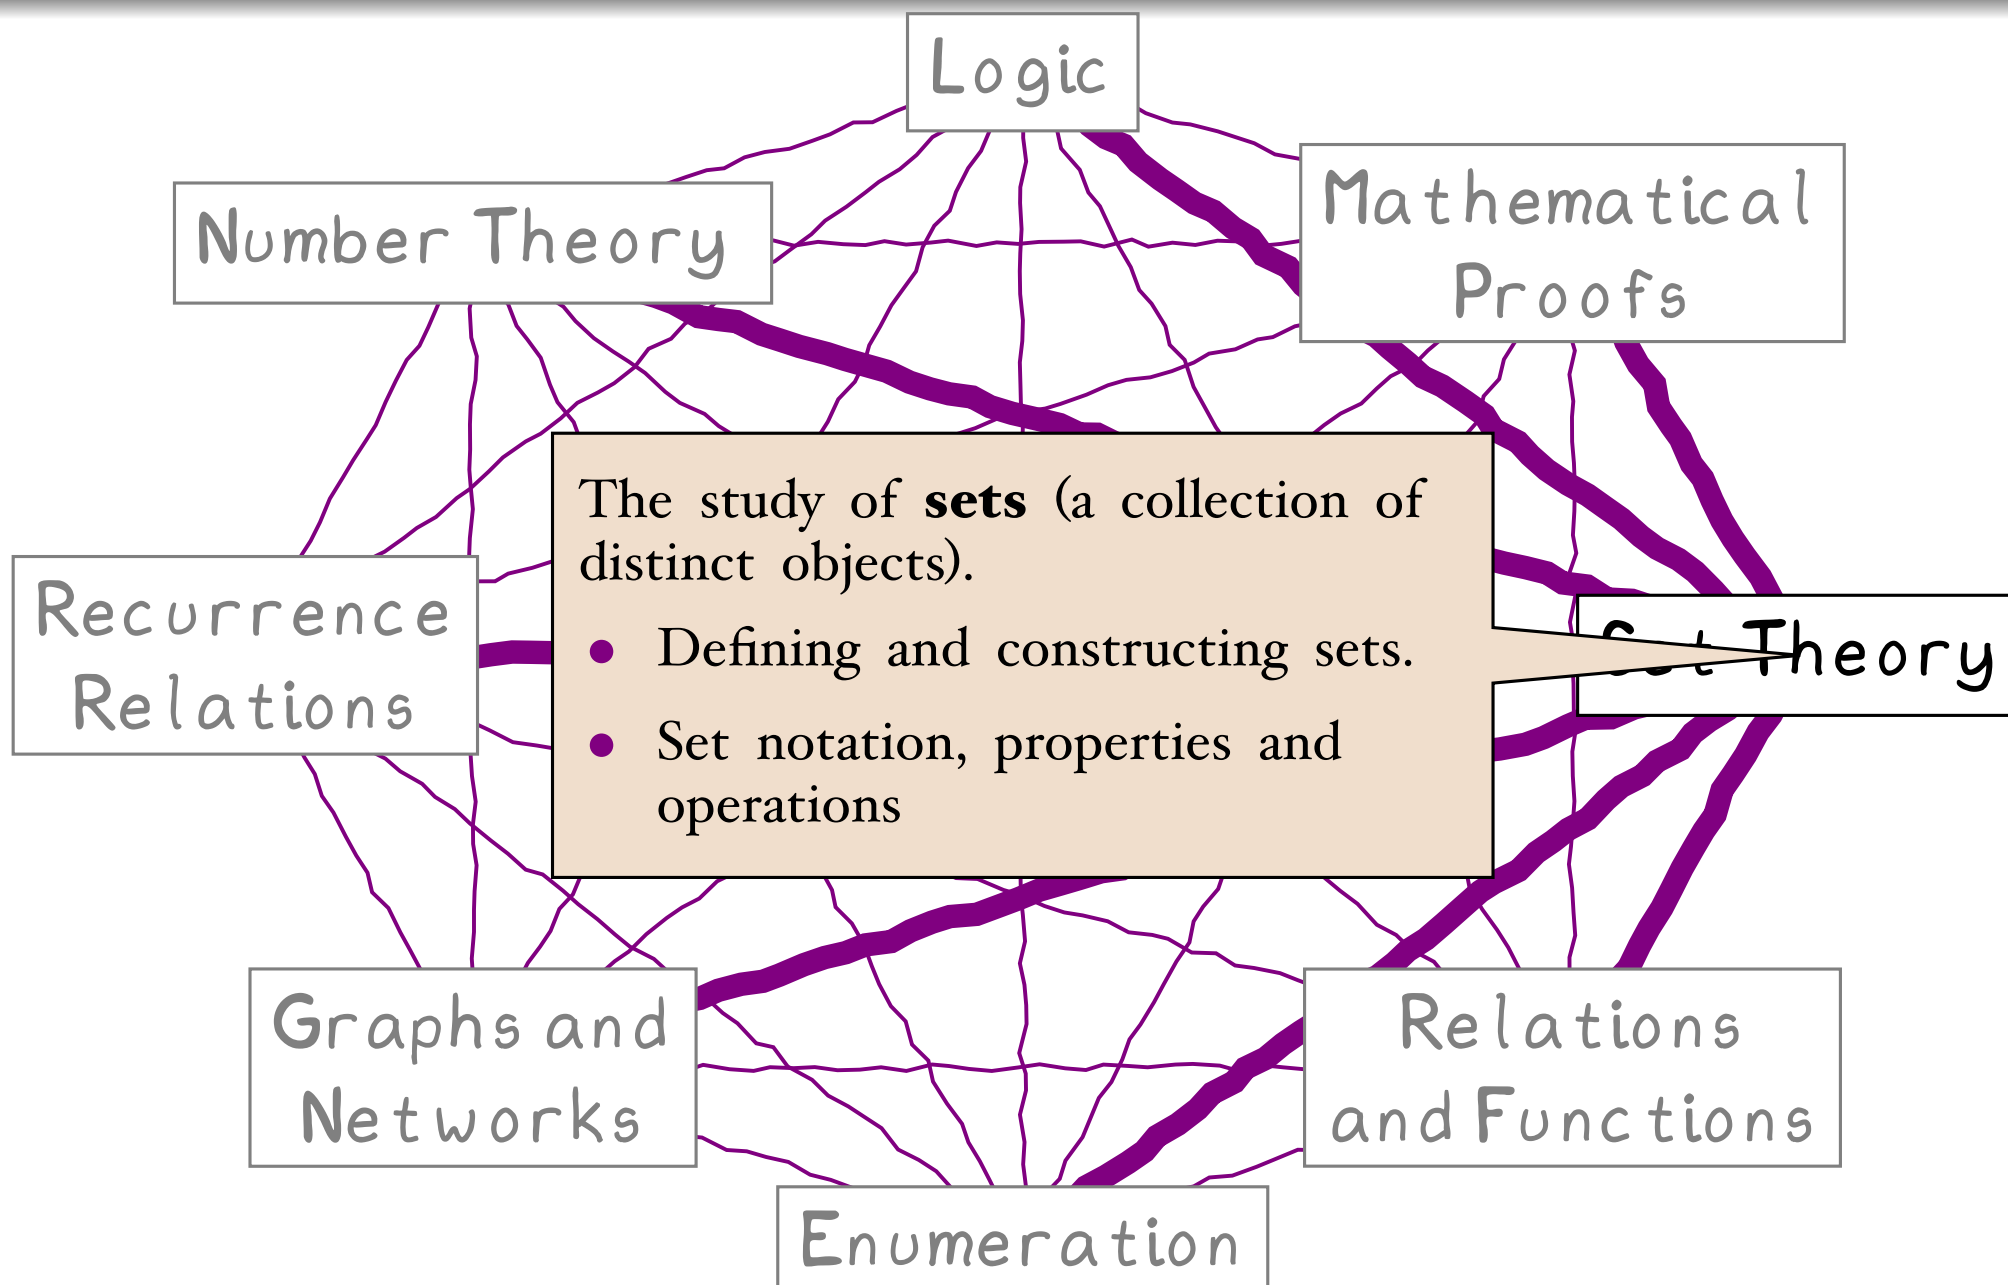 Logic
Number Theory
Mathematical
Proofs
The study of sets (a collection of
distinct objects).
• Defining and constructing sets.
• Set notation, properties and
operations
Recurrence
Relations
Set Theory
Graphs and
Networks
Relations
and Functions
Enumeration